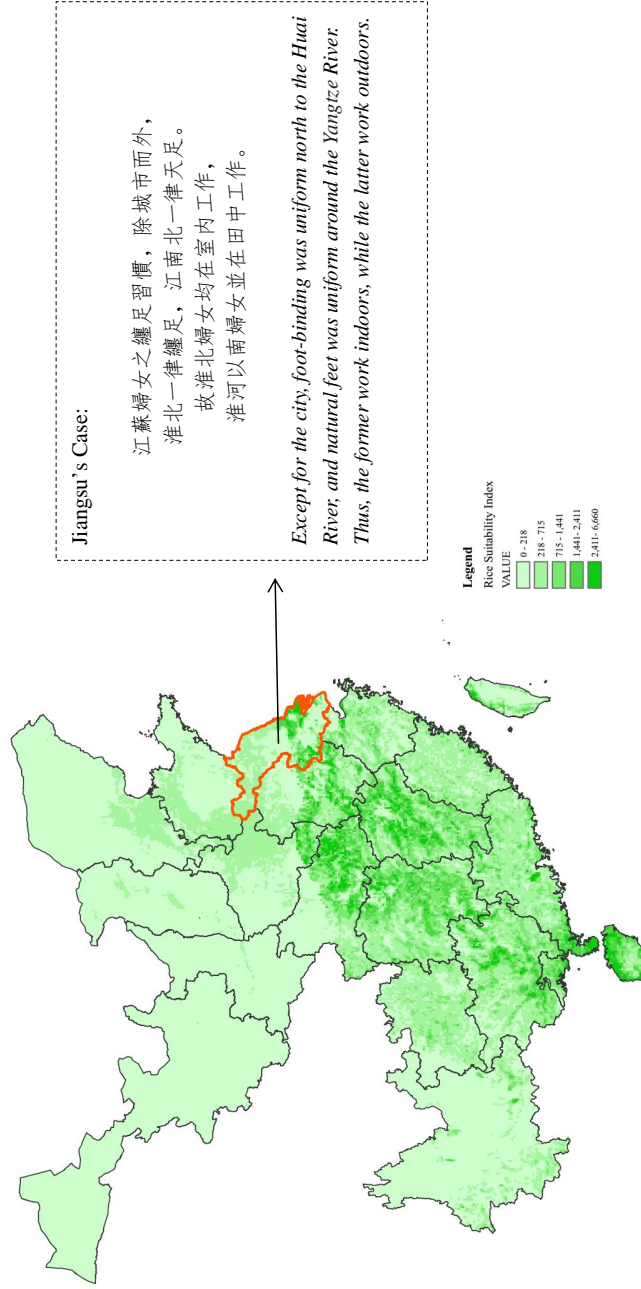 Jiangsu's Case:
江蘇婦女之纏足習慣，除城市而外，
淮北一律纏足，江南北一律天足。
故淮北婦女均在室內工作，
淮河以南婦女並在田中工作。
Except for the city, foot-binding was uniform north to the Huai
River, and natural feet was uniform around the Yangtze River.
Thus, the former work indoors, while the latter work outdoors.
Legend
Rice Suitability Index
VALUE
0 - 218
218 - 715
715 - 1,441
1,441- 2,411
2,411- 6,660